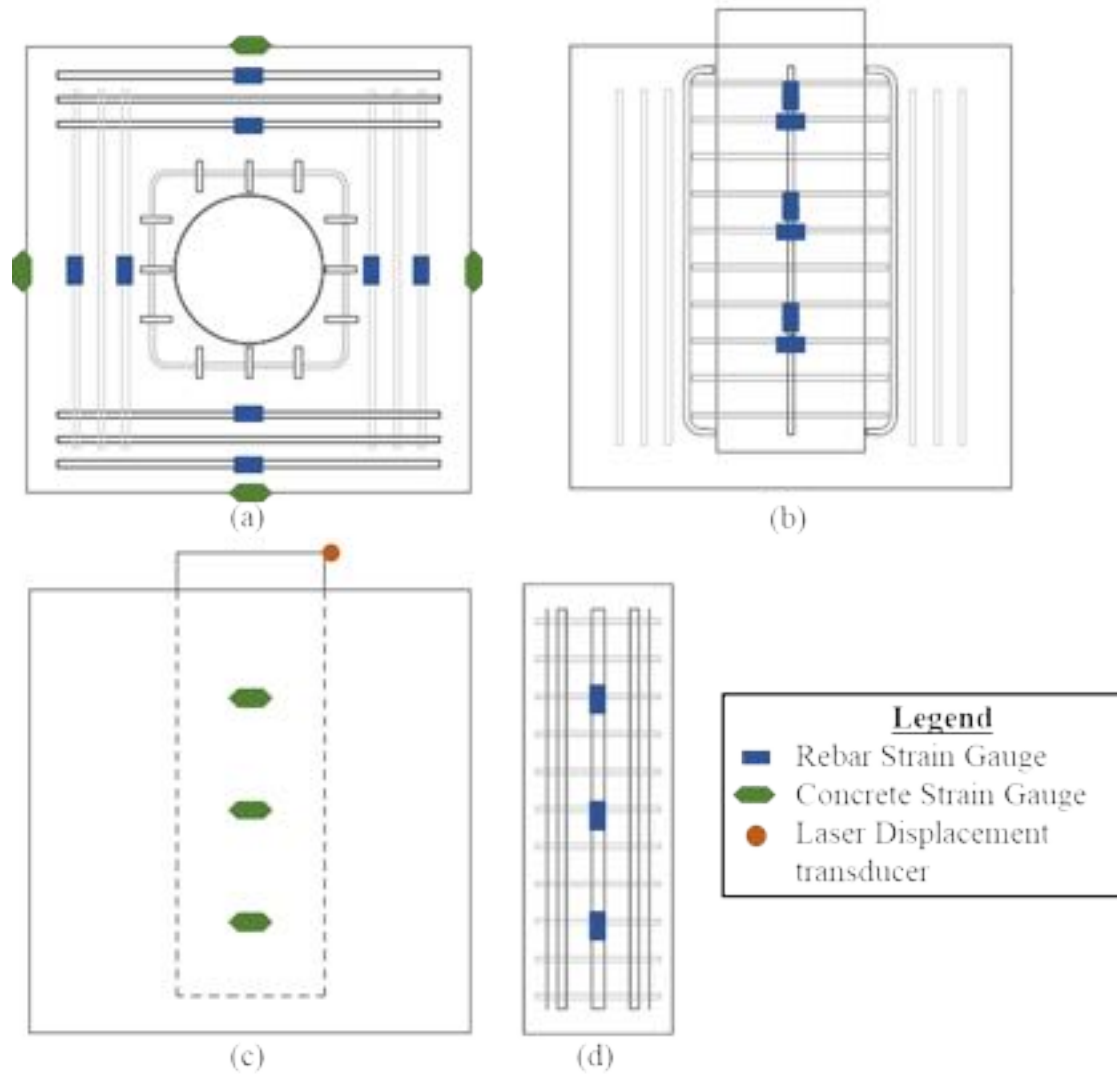 (a)
(b)
(c)
(d)
Legend
Rebar Strain Gauge
Concrete Strain Gauge
Laser Displacement
transducer